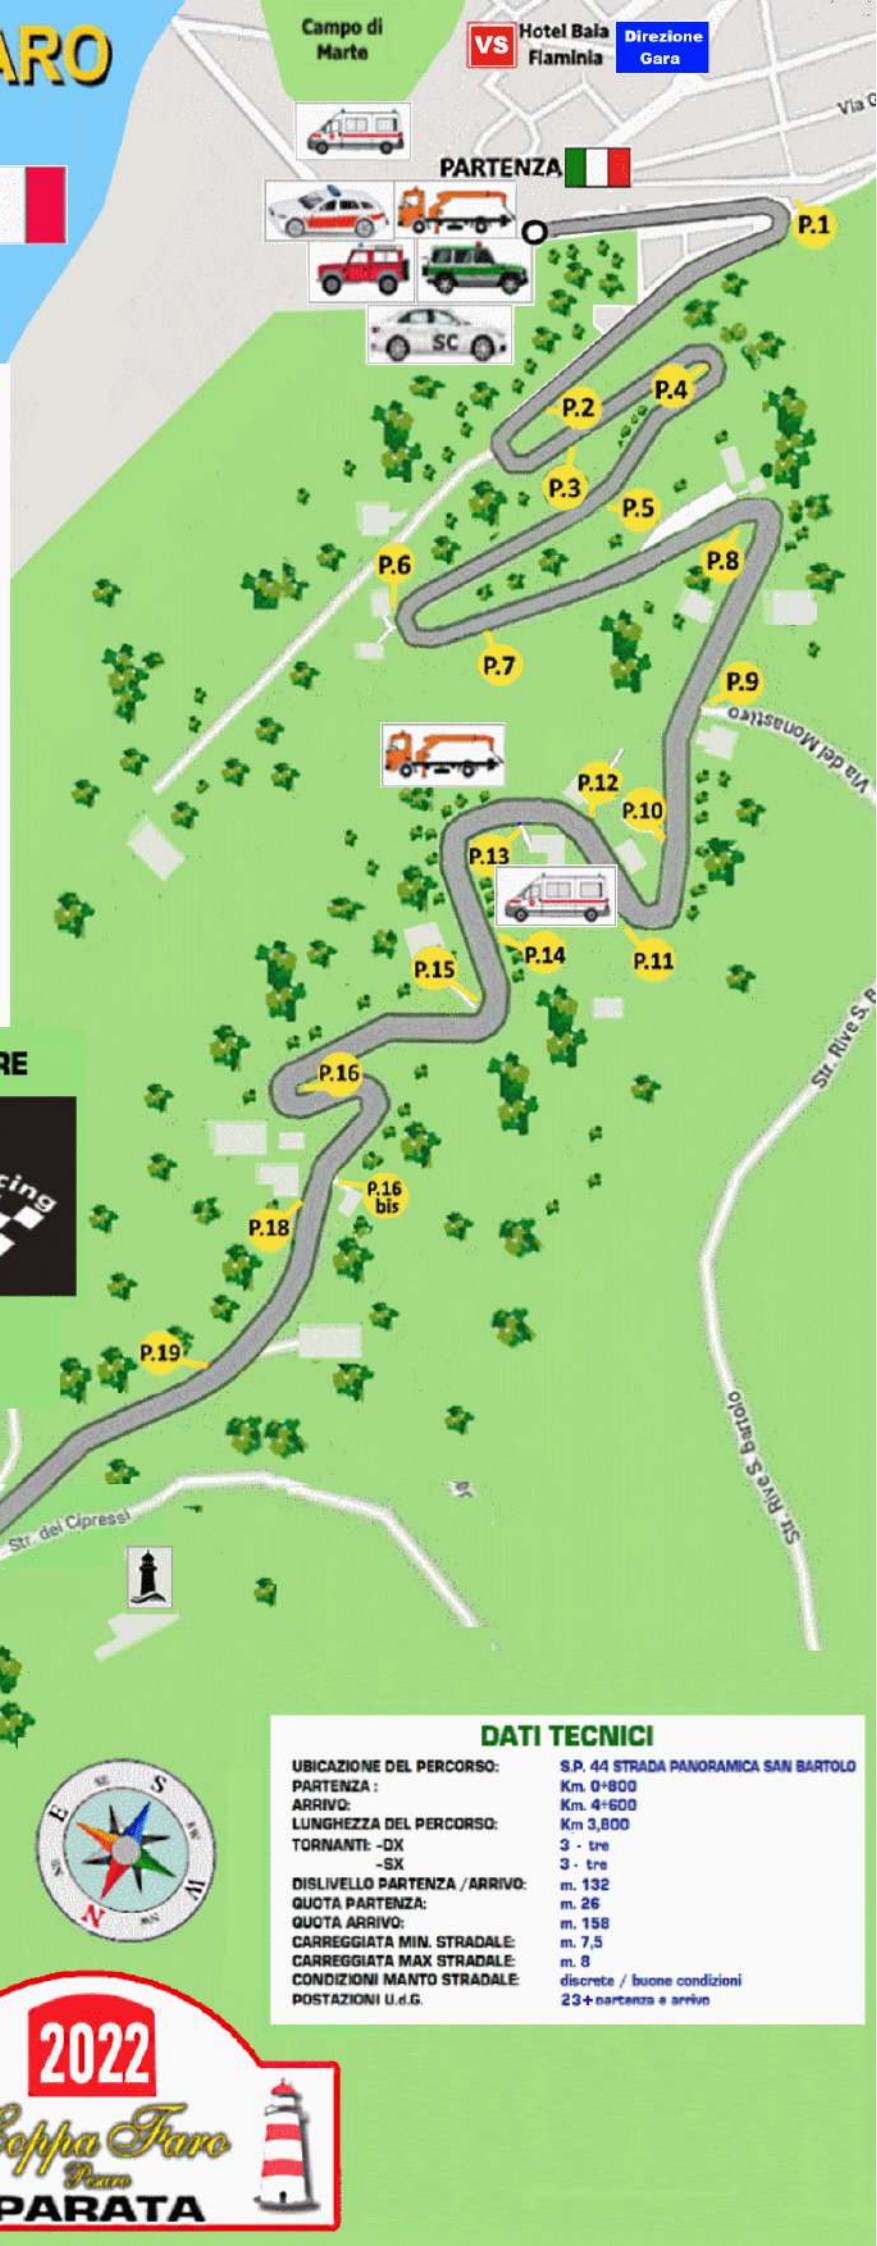 ARO
Campo di
Marte
VS
Hotel Baia
Flaminia
Direzione
Gara
Via G
PARTENZA
P.1
SC
P.2
P.4
P.3
P.5
P.6
P.8
P.7
P.9
Via del Monastiro
P.12
P.10
P.13
P.14
P.11
P.15
Str. Rive S. B
RE
P.16
cing
P.16
bis
P.18
P.19
Str. Rive S. Bartolo
Str. dei Cipressi
DATI TECNICI
UBICAZIONE DEL PERCORSO: S.P. 44 STRADA PANORAMICA SAN BARTOLO
PARTENZA : Km. 0+800
ARRIVO: Km. 4+600
LUNGHEZZA DEL PERCORSO: Km 3,800
TORNANTI: -DX 3 - tre
-SX 3 - tre
DISLIVELLO PARTENZA /ARRIVO: m. 132
QUOTA PARTENZA: m. 26
QUOTA ARRIVO: m. 158
CARREGGIATA MIN. STRADALE: m. 7,5
CARREGGIATA MAX STRADALE: m. 8
CONDIZIONI MANTO STRADALE: discrete / buone condizioni
POSTAZIONI U.d.G. 23+partenza e arrivo
S
E
W
N
2022
Coppa Faro
Pesaro
PARATA